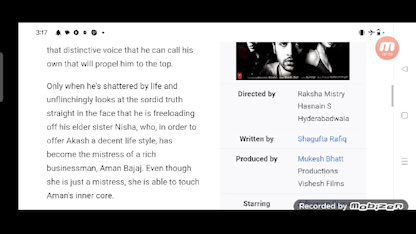 3:17
that distinctive voice that he can call his
own that will propel him to the top.
Only when he's shattered by life and
unflinchingly looks at the sordid truth
straight in the face that he is freeloading
off his elder sister Nisha, who, in order to
offer Akash a decent life style, has
become the mistress of a rich
businessman, Aman Bajaj. Even though
she is just a mistress, she is able to touch
Aman's inner core.
Directed by
Raksha Mistry
Hasnain S
Hyderabadwala
Written by
Shagufta Rafiq
Produced by
Mukesh Bhatt
Productions
Vishesh Films
Starring
Recorded by Mobizen